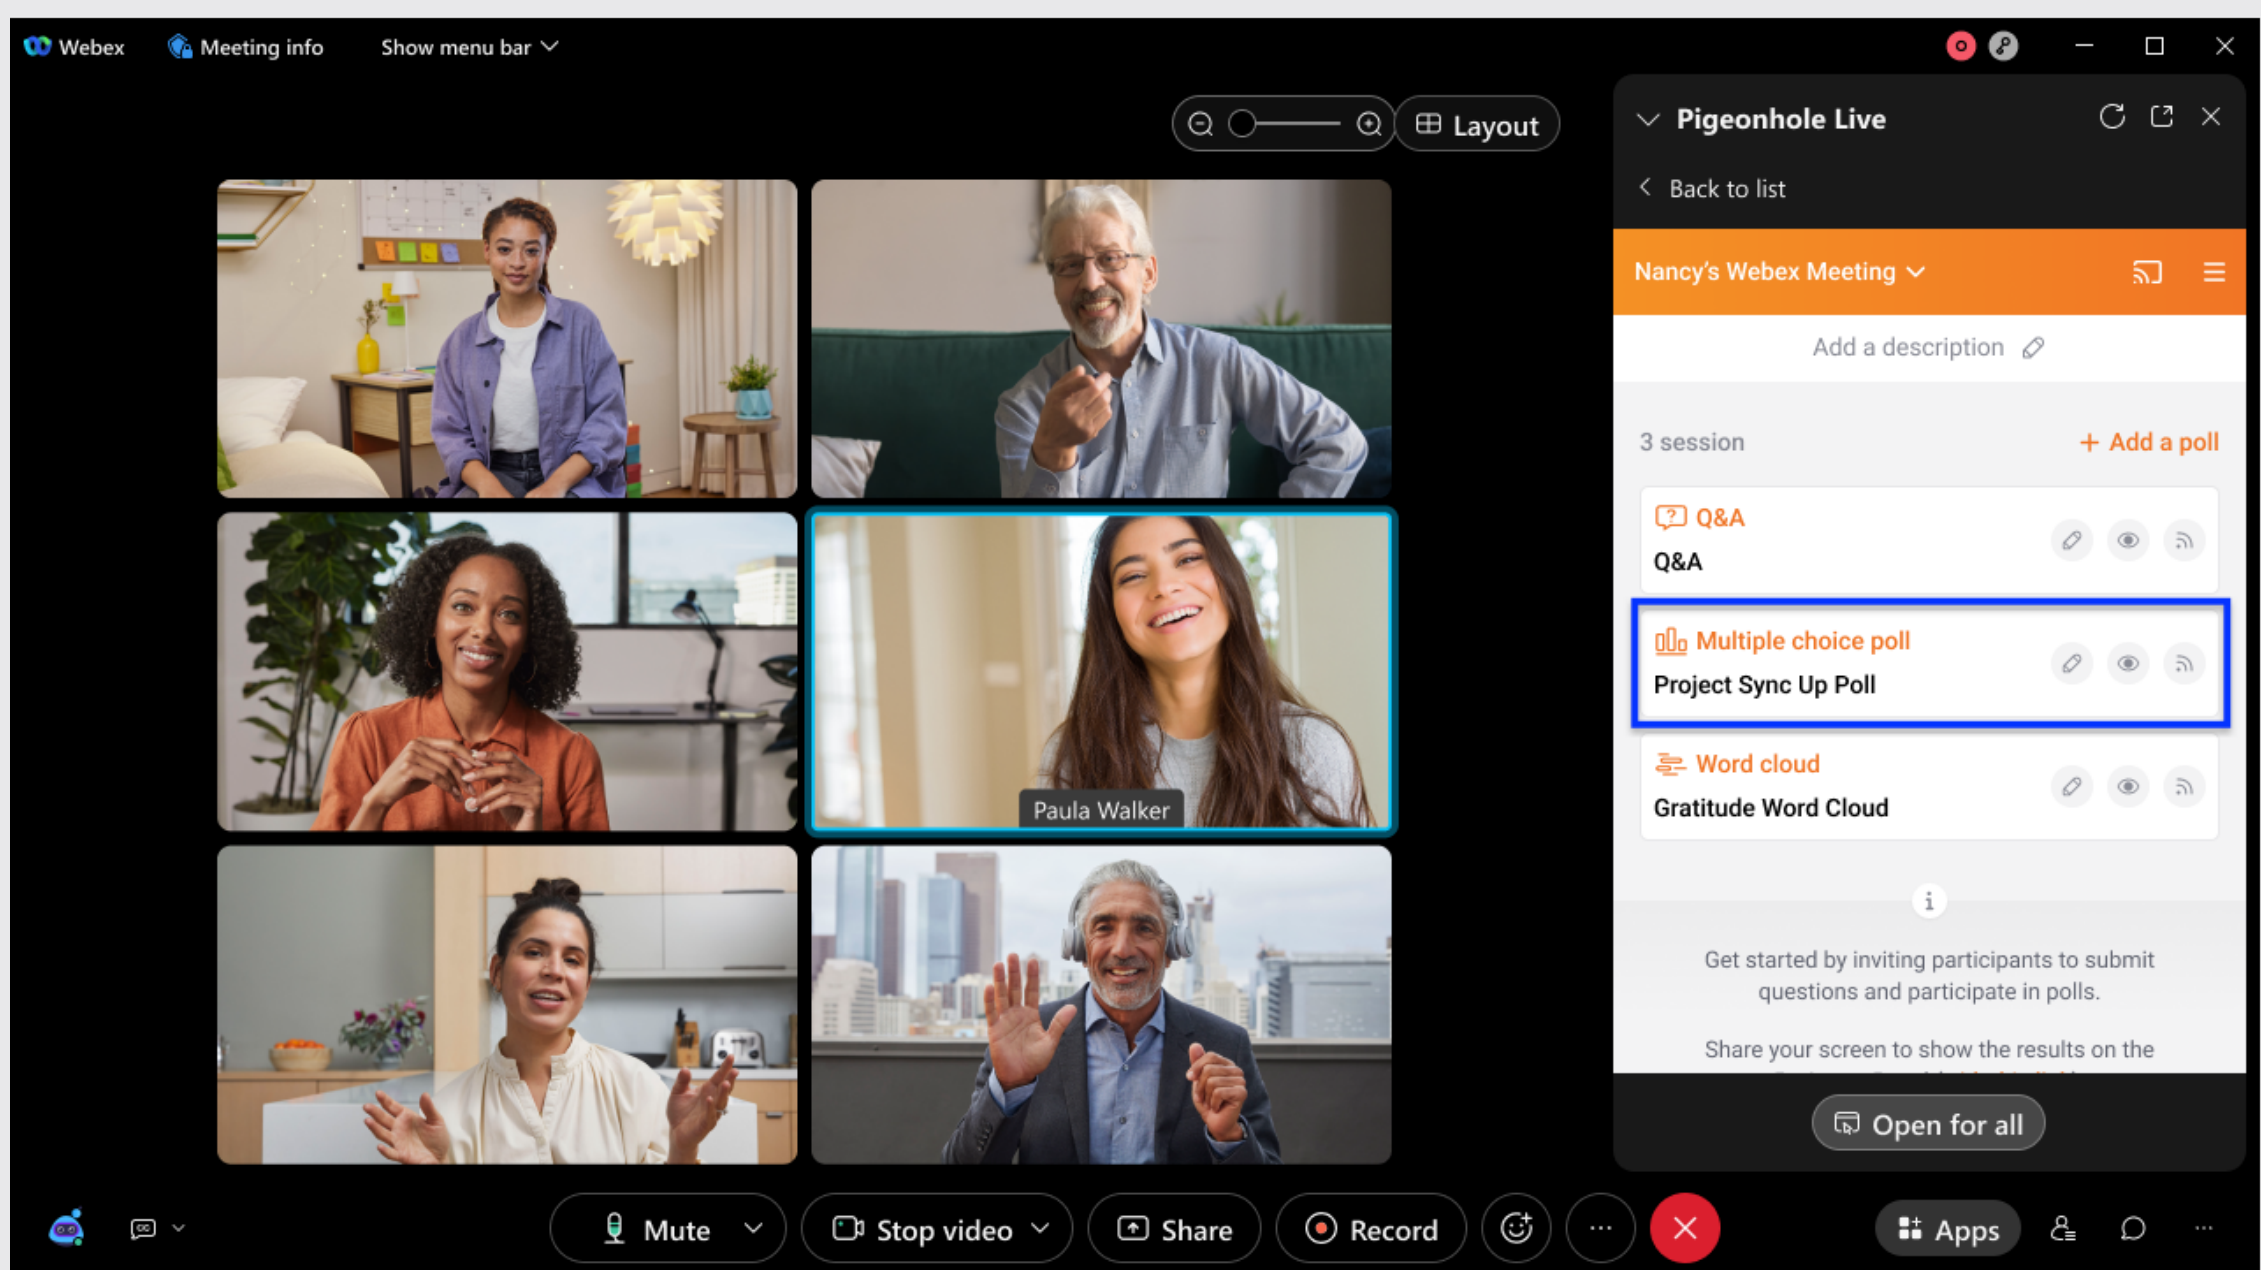 Webex
Meeting info
Show menu bar
Layout
Pigeonhole Live
Back to list
Nancy's Webex Meeting
Add a description
3 session
+ Add a poll
Q&A
Q&A
Multiple choice poll
Project Sync Up Poll
Word cloud
Gratitude Word Cloud
Get started by inviting participants to submit
questions and participate in polls.
Share your screen to show the results on the
Open for all
Paula Walker
Mute
Stop video
Share
Record
Apps